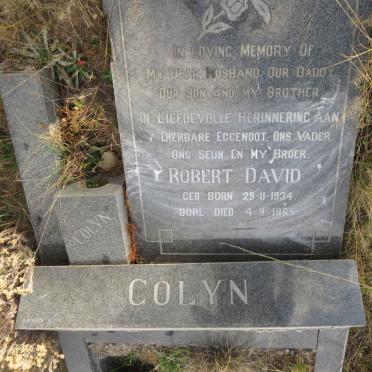 IN LOVING MEMORY OF
MY DEAR HUSBAND, OUR DADDY
OUR SON AND MY BROTHER.
IN LIEFDEVOLLE HERINNERING AAN
MY DIERBARE EGGENOOT, ONS VADER
ONS SEUN, EN MY BROER.
ROBERT DAVID
GEB BORN 29-11-1934
OORL DIED 4-9-1965
COLYN
COLYN